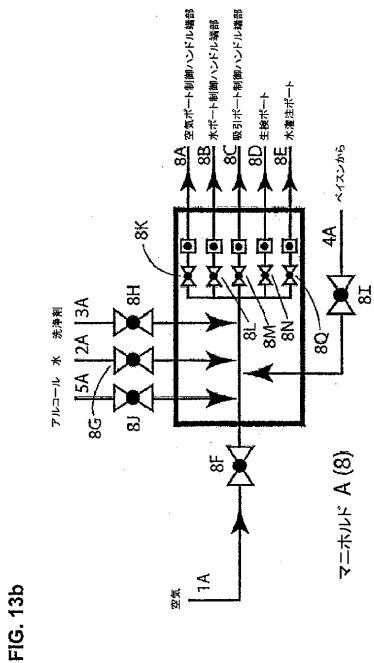 FIG. 13b
アルコール 水 洗浄剤
5A 2A 3A
8G
8J 8H
8K
8A 空気ポート制御ハンドル端部
8B 水ポート制御ハンドル端部
8C 吸引ポート制御ハンドル端部
8D 生検ポート
8E 水灌注ポート
空気
1A
8F
8L
8M
8N
8Q
4A ベイスンから
8I
マニホルド A (8)